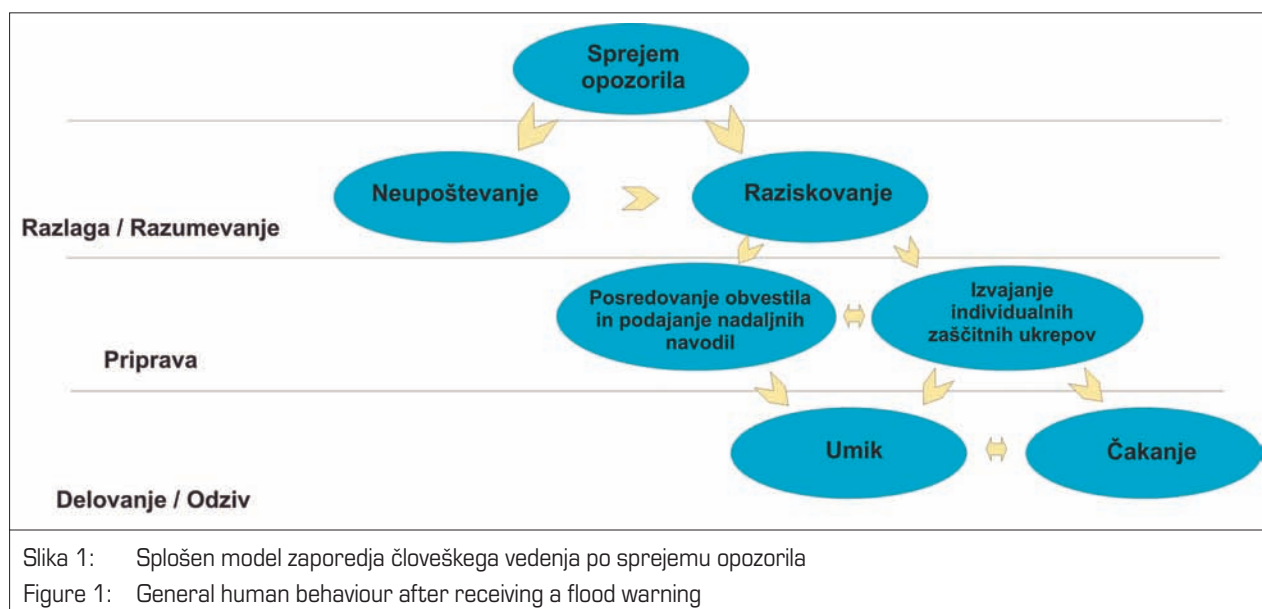 Sprejem
opozorila
Neupoštevanje
Raziskovanje
Razlaga / Razumevanje
Posredovanje obvestila
in podajanje nadaljnih
navodil
Izvajanje
individualnih
zaščitnih ukrepov
Priprava
Umik
Čakanje
Delovanje / Odziv
Slika 1: Splošen model zaporedja človeškega vedenja po sprejemu opozorila
Figure 1: General human behaviour after receiving a flood warning